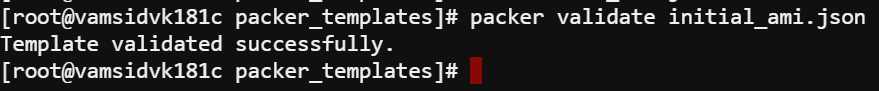 [root@vamsidvk181c packer_templates]# packer validate initial_ami.json
Template validated successfully.
[root@vamsidvk181c packer_templates]#